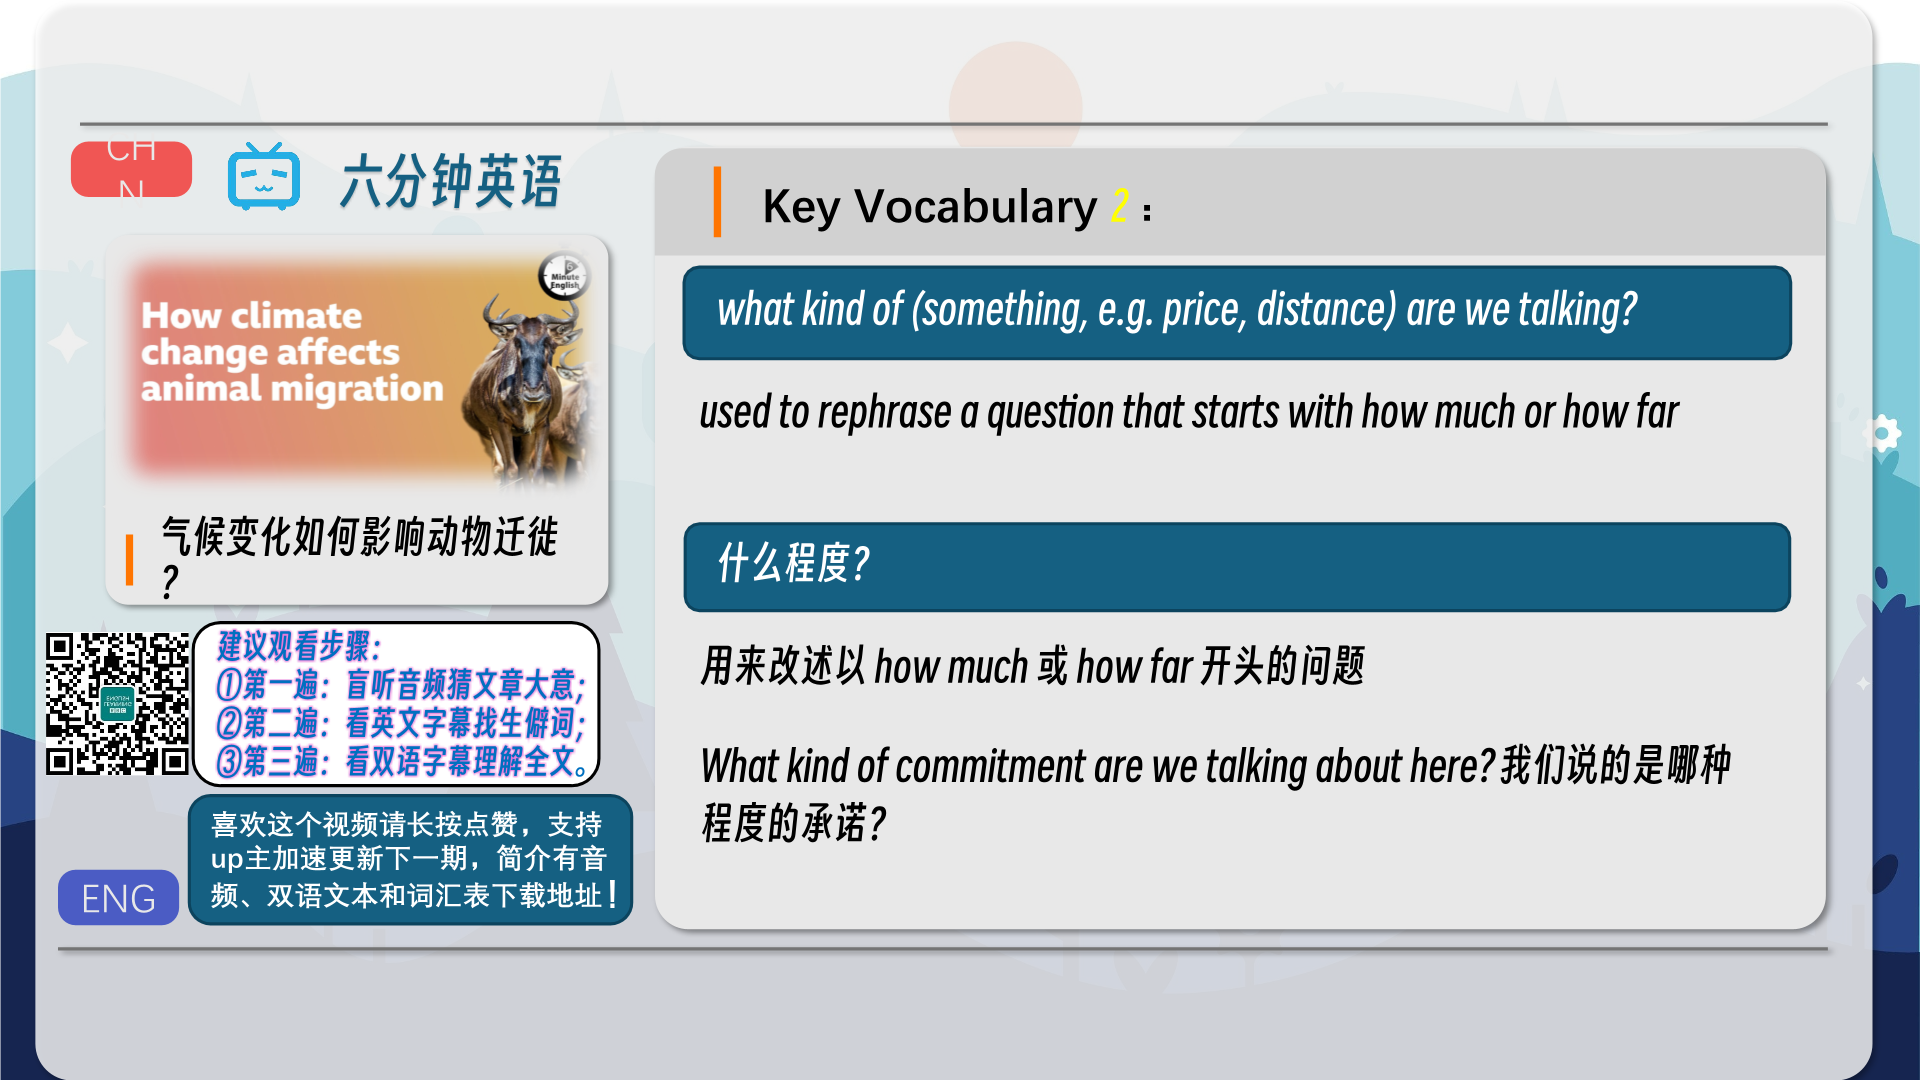 CH
N
六分钟英语
6
Minute
English
How climate
change affects
animal migration
气候变化如何影响动物迁徙
?
建议观看步骤：
①第一遍：盲听音频猜文章大意；
②第二遍：看英文字幕找生僻词；
③第三遍：看双语字幕理解全文。
喜欢这个视频请长按点赞，支持
up主加速更新下一期，简介有音
频、双语文本和词汇表下载地址！
ENG
Key Vocabulary 2：
what kind of (something, e.g. price, distance) are we talking?
used to rephrase a question that starts with how much or how far
什么程度？
用来改述以 how much 或 how far 开头的问题
What kind of commitment are we talking about here? 我们说的是哪种
程度的承诺？